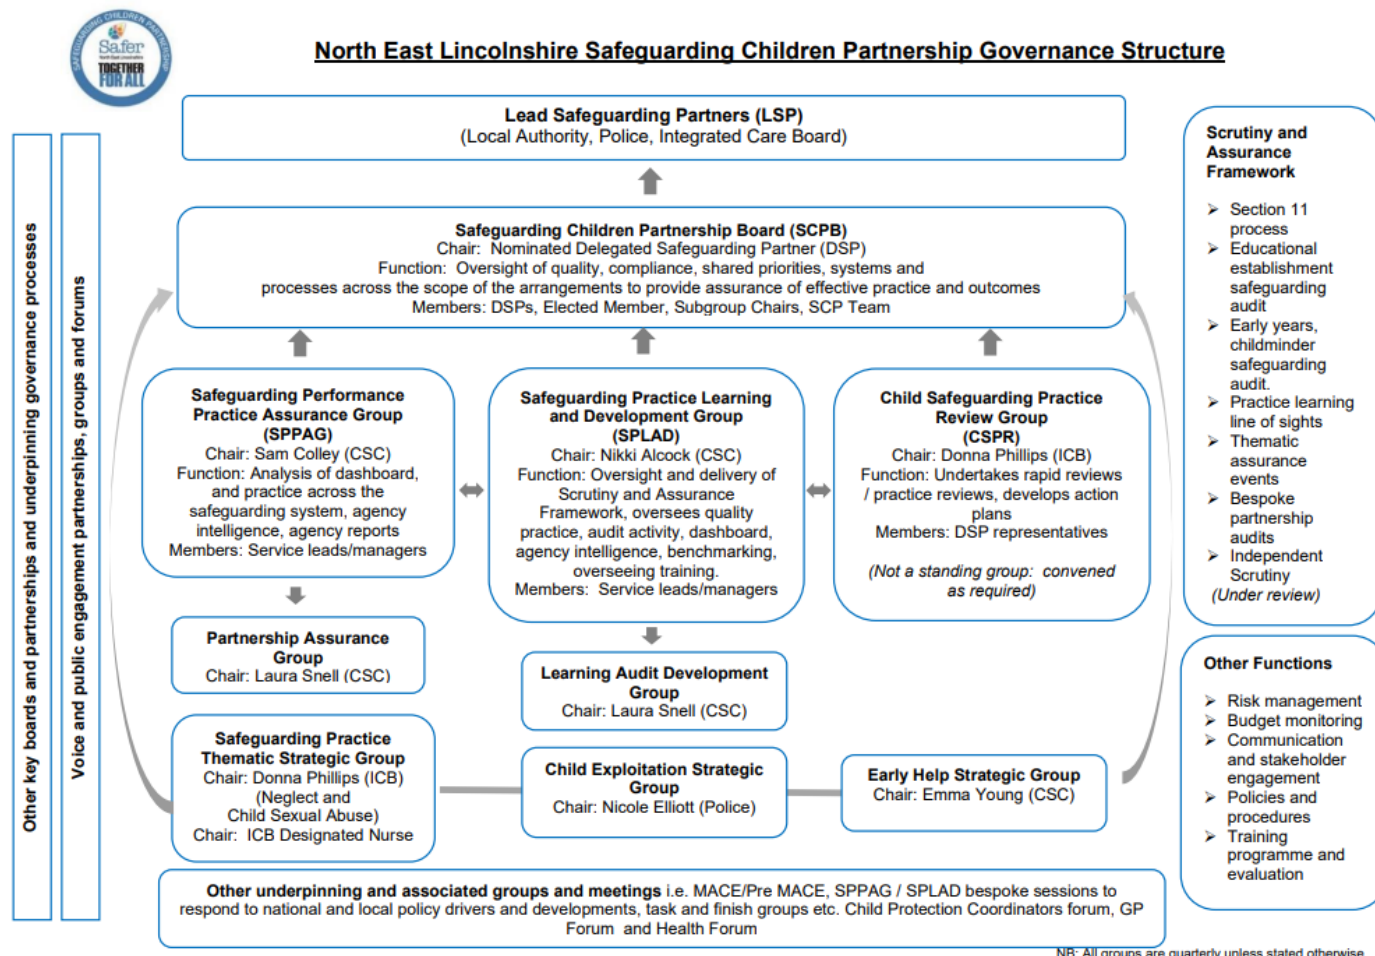 SAFEGUARDING CHILDREN PARTNERSHIP
Safer
North East Lincolnshire
TOGETHER
FOR ALL
North East Lincolnshire Safeguarding Children Partnership Governance Structure
Other key boards and partnerships and underpinning governance processes
Voice and public engagement partnerships, groups and forums
Lead Safeguarding Partners (LSP)
(Local Authority, Police, Integrated Care Board)
Safeguarding Children Partnership Board (SCPB)
Chair: Nominated Delegated Safeguarding Partner (DSP)
Function: Oversight of quality, compliance, shared priorities, systems and
processes across the scope of the arrangements to provide assurance of effective practice and outcomes
Members: DSPs, Elected Member, Subgroup Chairs, SCP Team
Safeguarding Performance
Practice Assurance Group
(SPPAG)
Chair: Sam Colley (CSC)
Function: Analysis of dashboard,
and practice across the
safeguarding system, agency
intelligence, agency reports
Members: Service leads/managers
Safeguarding Practice Learning
and Development Group
(SPLAD)
Chair: Nikki Alcock (CSC)
Function: Oversight and delivery of
Scrutiny and Assurance
Framework, oversees quality
practice, audit activity, dashboard,
agency intelligence, benchmarking,
overseeing training.
Members: Service leads/managers
Child Safeguarding Practice
Review Group
(CSPR)
Chair: Donna Phillips (ICB)
Function: Undertakes rapid reviews
/ practice reviews, develops action
plans
Members: DSP representatives
(Not a standing group: convened
as required)
Partnership Assurance
Group
Chair: Laura Snell (CSC)
Learning Audit Development
Group
Chair: Laura Snell (CSC)
Safeguarding Practice
Thematic Strategic Group
Chair: Donna Phillips (ICB)
(Neglect and
Child Sexual Abuse)
Chair: ICB Designated Nurse
Child Exploitation Strategic
Group
Chair: Nicole Elliott (Police)
Early Help Strategic Group
Chair: Emma Young (CSC)
Other underpinning and associated groups and meetings i.e. MACE/Pre MACE, SPPAG / SPLAD bespoke sessions to
respond to national and local policy drivers and developments, task and finish groups etc. Child Protection Coordinators forum, GP
Forum and Health Forum
Scrutiny and
Assurance
Framework
➢ Section 11
process
➢ Educational
establishment
safeguarding
audit
➢ Early years,
childminder
safeguarding
audit.
➢ Practice learning
line of sights
➢ Thematic
assurance
events
➢ Bespoke
partnership
audits
➢ Independent
Scrutiny
(Under review)
Other Functions
➢ Risk management
➢ Budget monitoring
➢ Communication
and stakeholder
engagement
➢ Policies and
procedures
➢ Training
programme and
evaluation
NB: All groups are quarterly unless stated otherwise